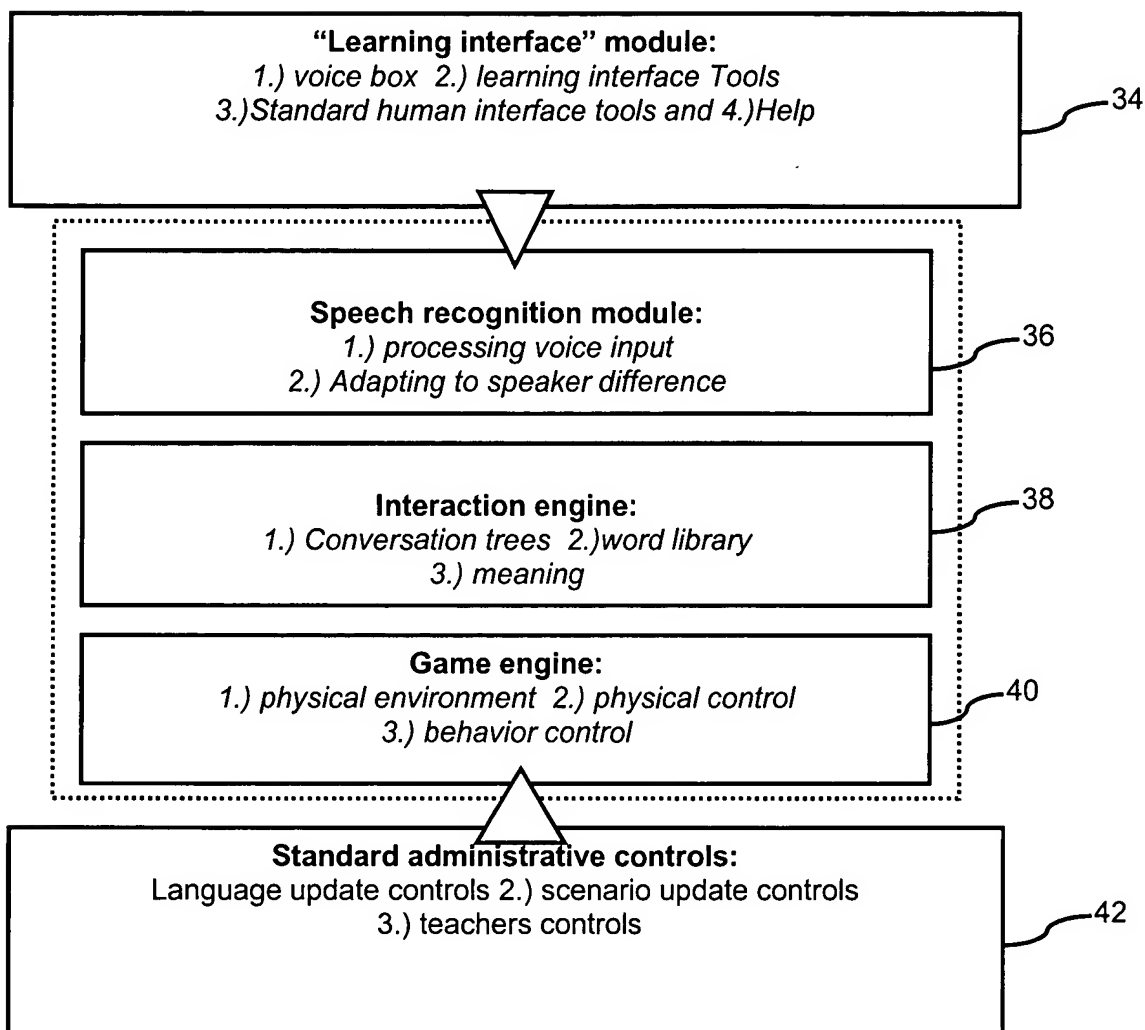 “Learning interface” module:
1.) voice box 2.) learning interface Tools
3.)Standard human interface tools and 4.)Help
34
Speech recognition module:
1.) processing voice input
2.) Adapting to speaker difference
36
Interaction engine:
1.) Conversation trees 2.)word library
3.) meaning
38
Game engine:
1.) physical environment 2.) physical control
3.) behavior control
40
Standard administrative controls:
Language update controls 2.) scenario update controls
3.) teachers controls
42